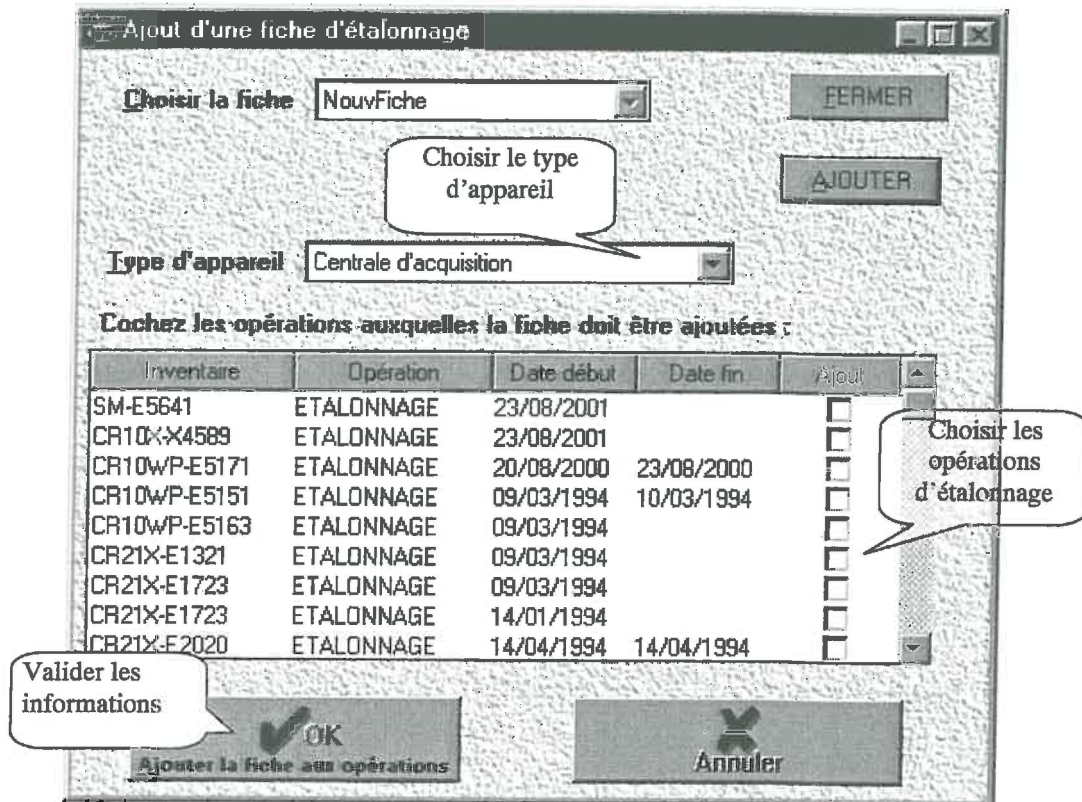 Ajout d'une fiche d'étalonnage
Choisir la fiche NouvFiche FERMER
Choisir le type
d'appareil
AJOUTER
Type d'appareil Centrale d'acquisition
Cochez les opérations auxquelles la fiche doit être ajoutées :
Inventaire Opération Date début Date fin Ajout
SM-E5641 ETALONNAGE 23/08/2001
CR10X-X4589 ETALONNAGE 23/08/2001
CR10WP-E5171 ETALONNAGE 20/08/2000 23/08/2000
CR10WP-E5151 ETALONNAGE 09/03/1994 10/03/1994
CR10WP-E5163 ETALONNAGE 09/03/1994
CR21X-E1321 ETALONNAGE 09/03/1994
CR21X-E1723 ETALONNAGE 09/03/1994
CR21X-E1723 ETALONNAGE 14/01/1994
CR21X-E2020 ETALONNAGE 14/04/1994 14/04/1994
Choisir les
opérations
d'étalonnage
Valider les
informations
OK
Ajouter la fiche aux opérations
Annuler